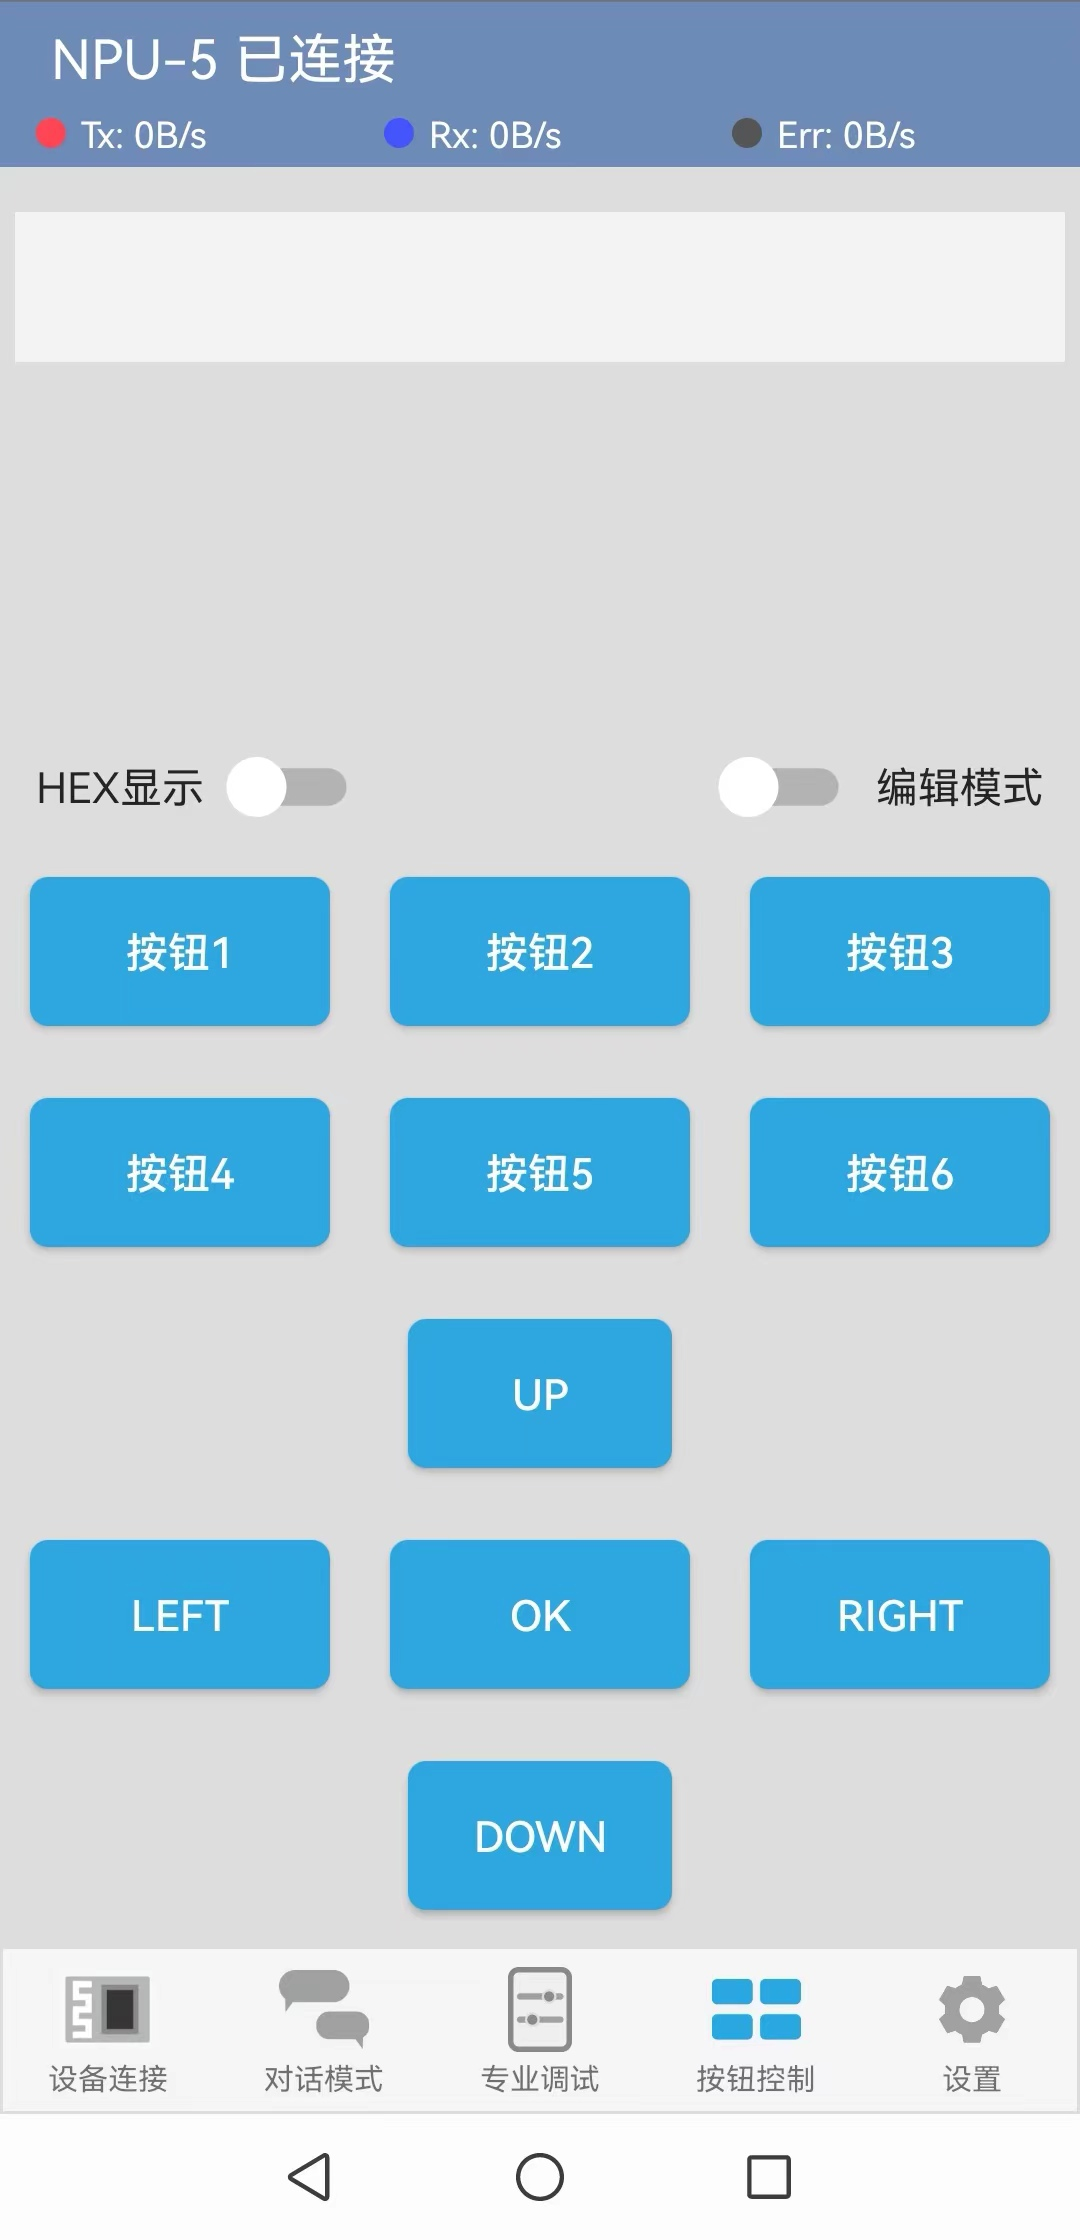 NPU-5 已连接
Tx: 0B/s Rx: 0B/s Err: 0B/s
HEX显示 编辑模式
按钮1 按钮2 按钮3
按钮4 按钮5 按钮6
UP
LEFT OK RIGHT
DOWN
设备连接 对话模式 专业调试 按钮控制 设置